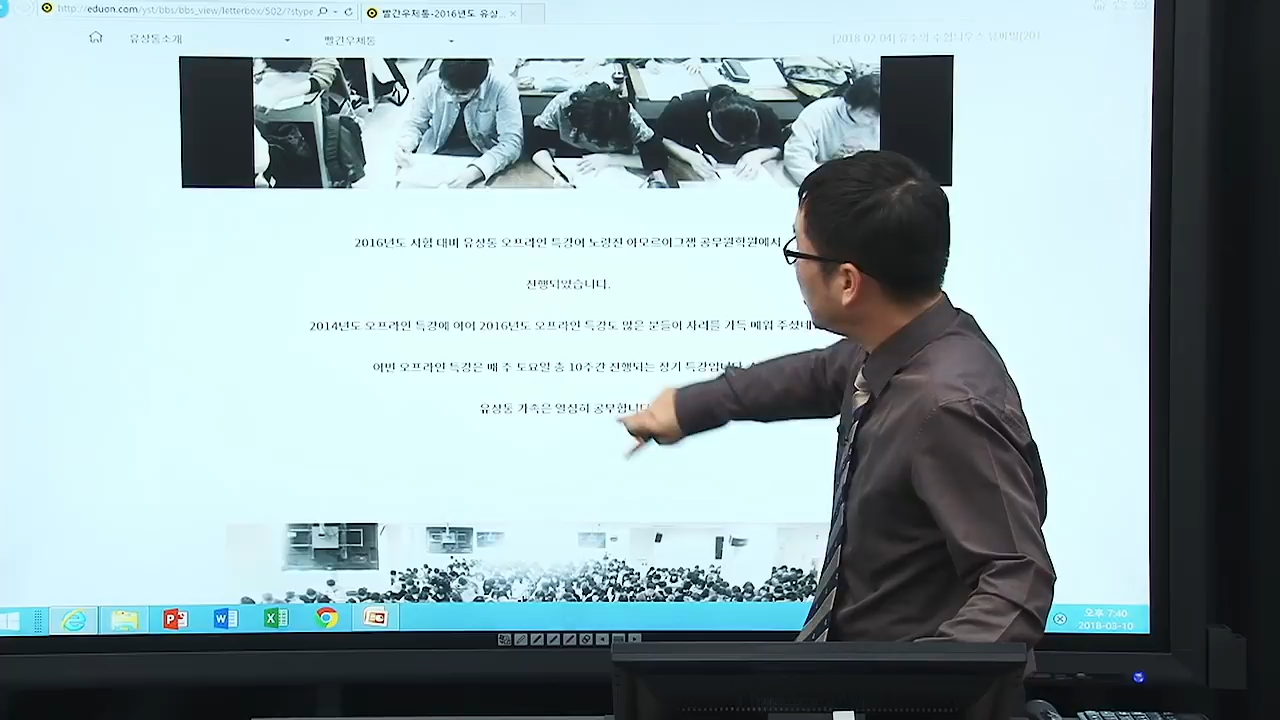 http://eduon.com/yst/bbs/bbs_view/letterbox/502/?stype
빨간우체통-2016년도 유상...
유상통소개
빨간우체통
[2018.02.04]
2016년도 시험 대비 유상통 오프라인 특강이 노량진 아모르이그잼 공무원학원에서
진행되었습니다.
2014년도 오프라인 특강에 이어 2016년도 오프라인 특강도 많은 분들이 자리를 가득 메워 주셨네
이번 오프라인 특강은 매 주 토요일 총 10주간 진행되는 정기 특강입니다.
유상통 가족은 열심히 공부합니다
오후 7:40
2018-03-10